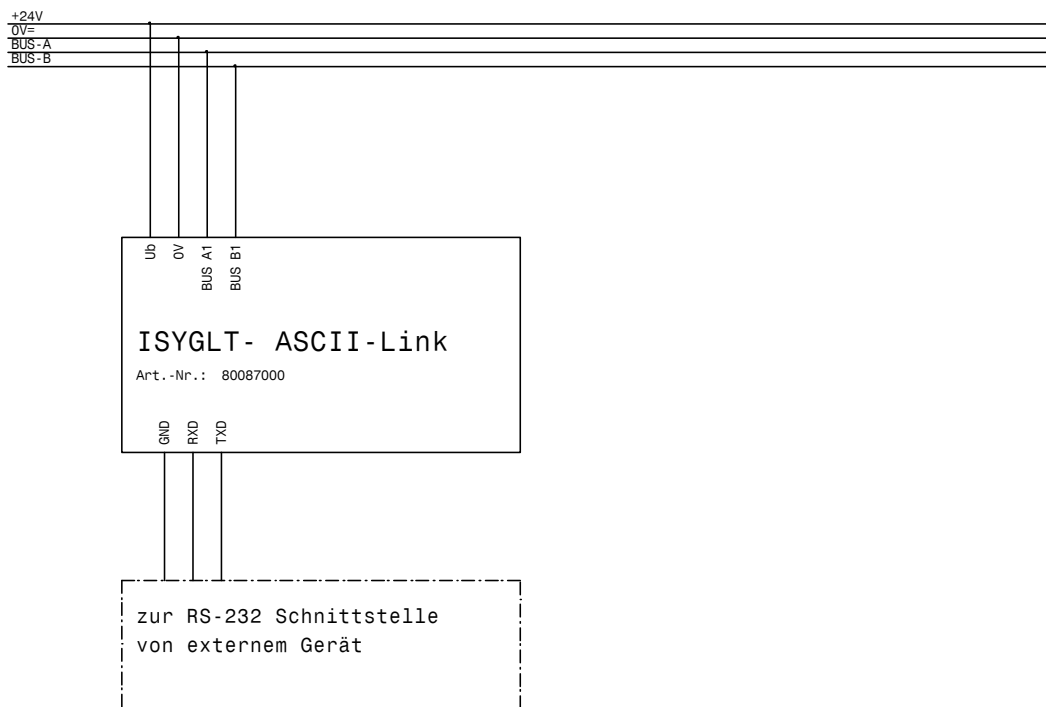 +24V
0V=
BUS-A
BUS-B
Ub
0V
BUS A1
BUS B1
ISYGLT- ASCII-Link
Art.-Nr.: 80087000
GND
RXD
TXD
zur RS-232 Schnittstelle
von externem Gerät